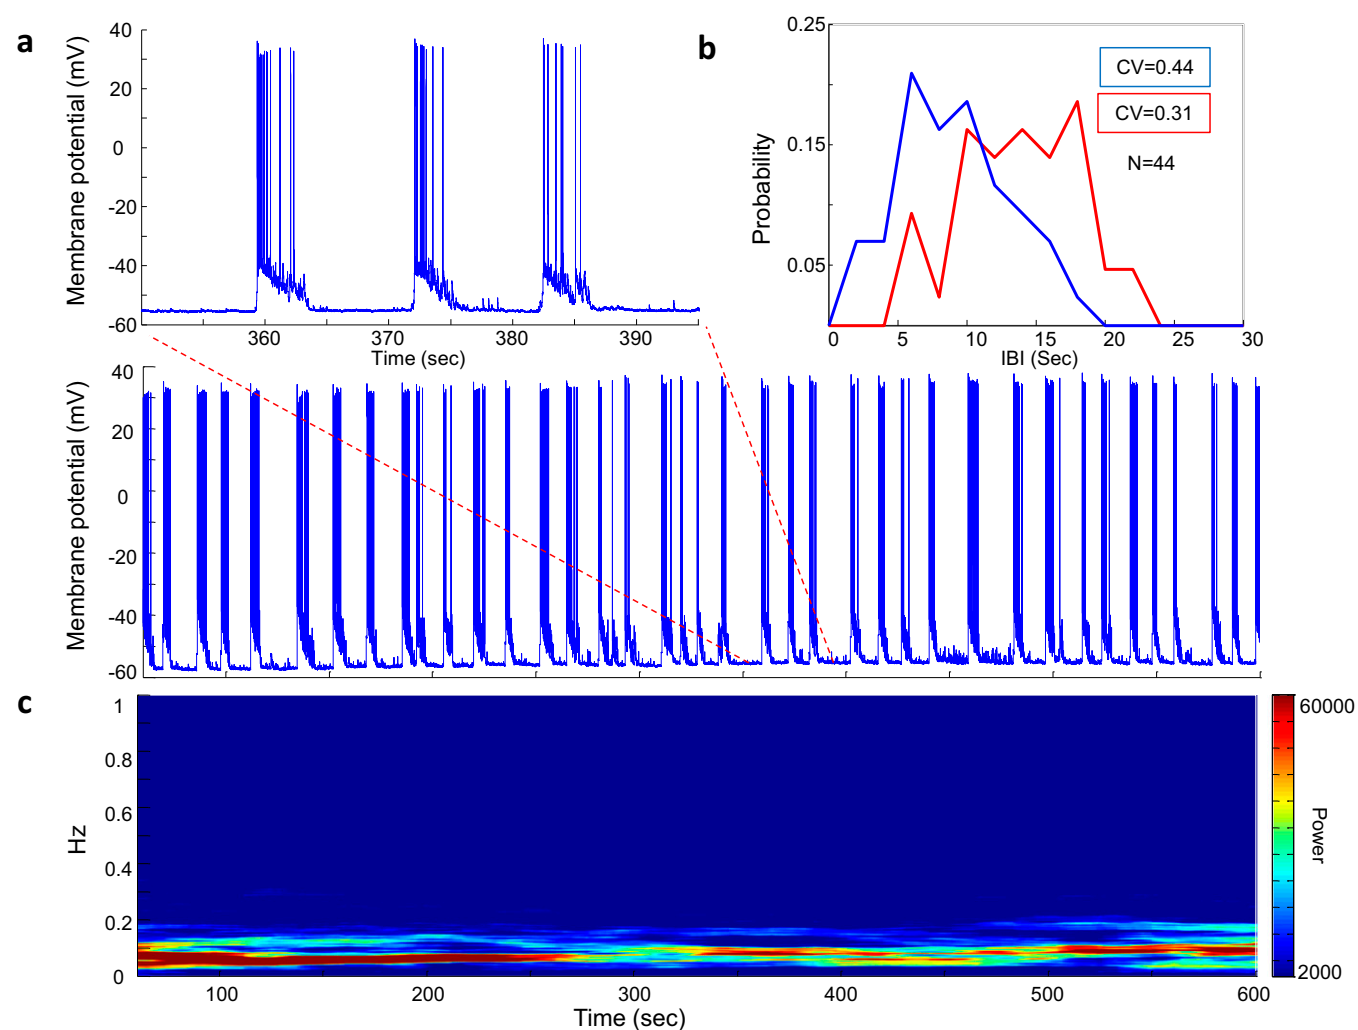 a
40
20
0
-20
-40
-60
Membrane potential (mV)
360
370
380
390
Time (sec)
b
0.25
0.15
0.05
Probability
CV=0.44
CV=0.31
N=44
0
5
10
15
20
25
30
IBI (Sec)
40
20
0
-20
-40
-60
Membrane potential (mV)
c
1
0.8
0.6
0.4
0.2
0
Hz
100
200
300
400
500
600
Time (sec)
60000
Power
2000